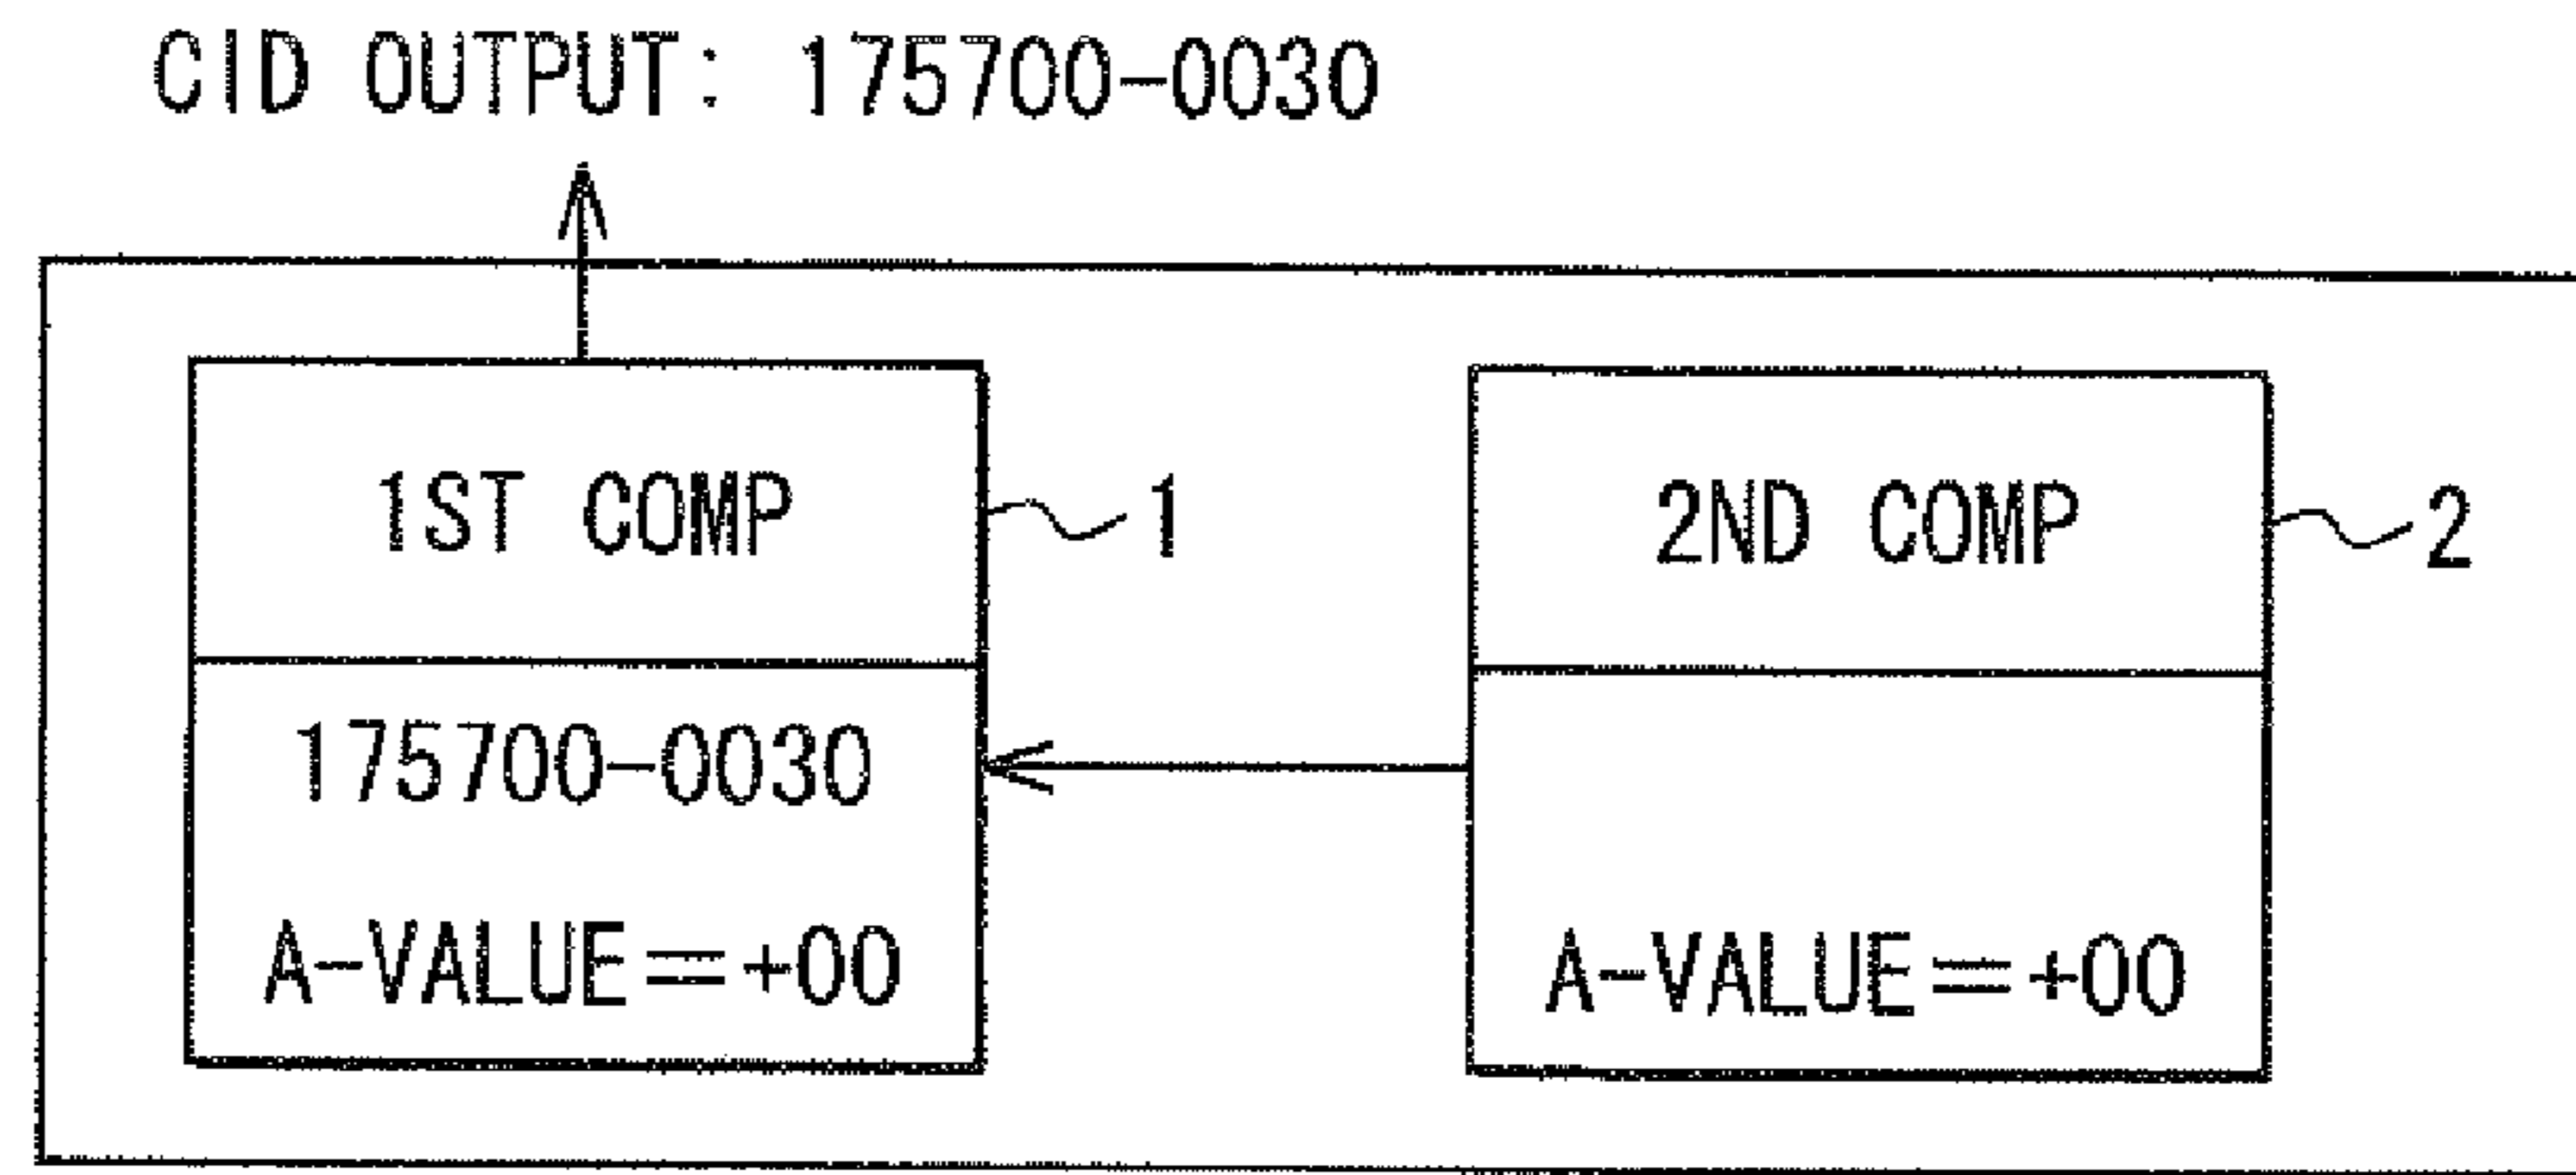 CID OUTPUT: 175700-0030
1ST COMP
1
175700-0030
A-VALUE=+00
2ND COMP
2
A-VALUE=+00